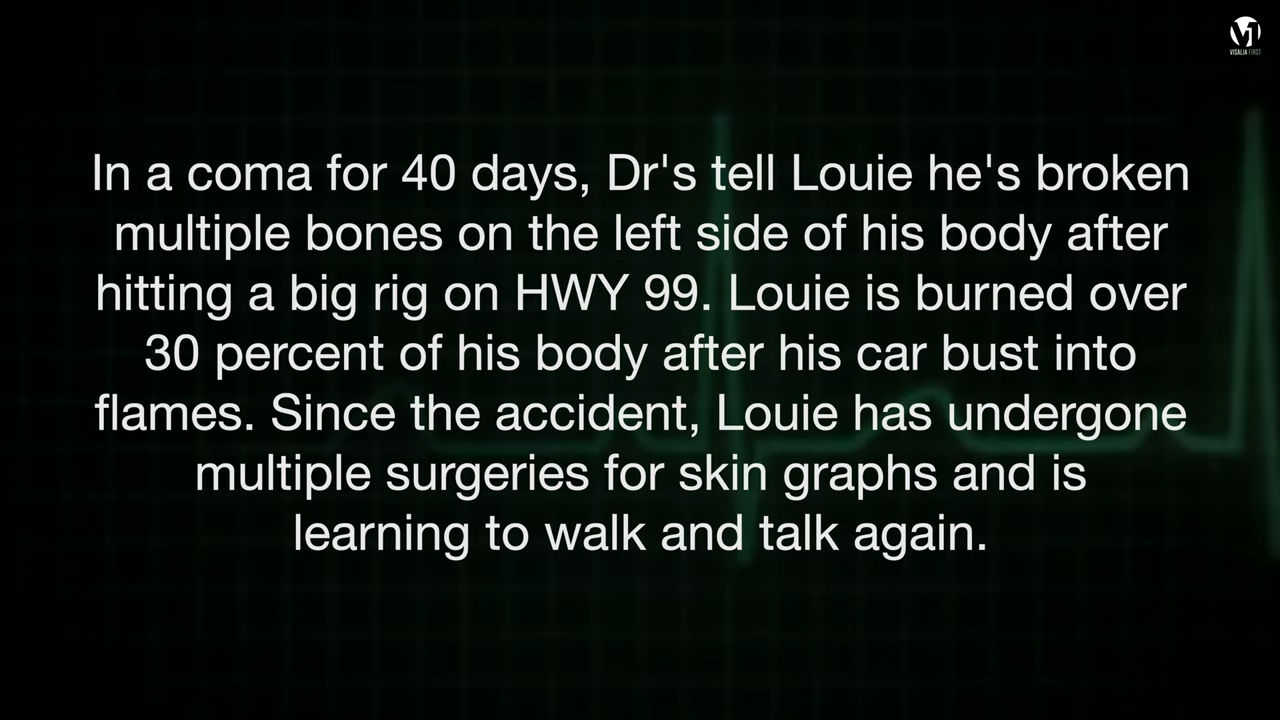 VISALIA FIRST
In a coma for 40 days, Dr's tell Louie he's broken
multiple bones on the left side of his body after
hitting a big rig on HWY 99. Louie is burned over
30 percent of his body after his car bust into
flames. Since the accident, Louie has undergone
multiple surgeries for skin graphs and is
learning to walk and talk again.